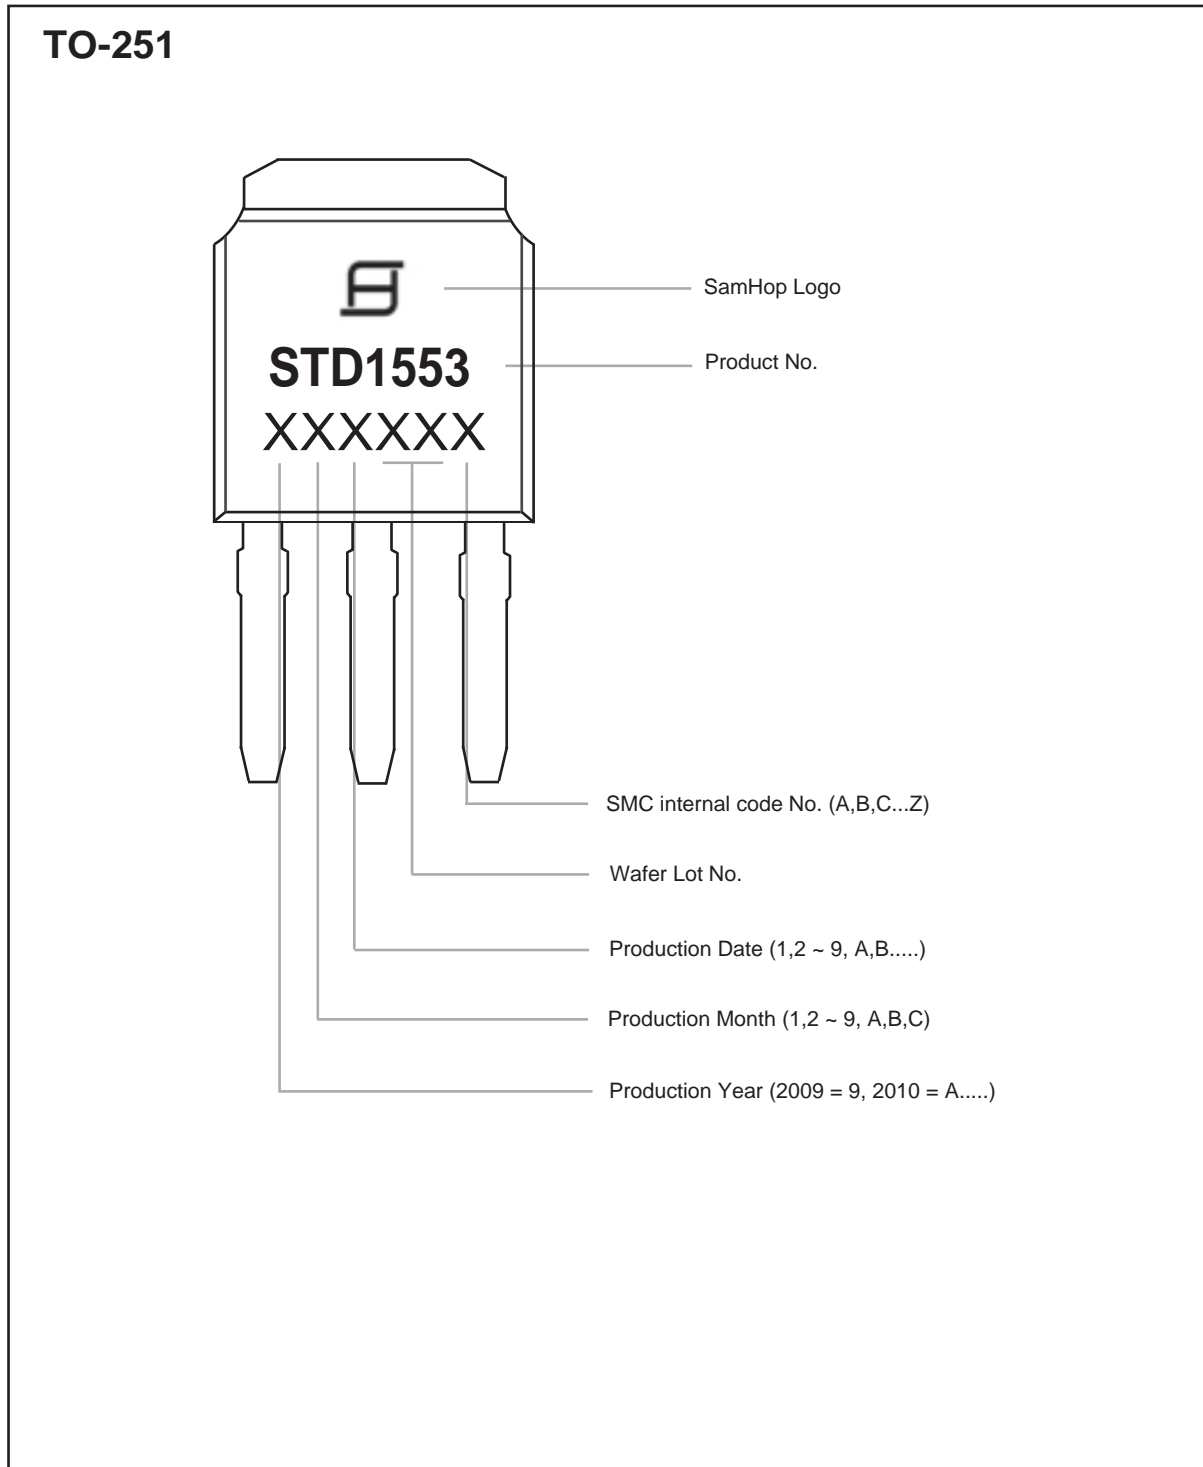 TO-251
SamHop Logo
STD1553
Product No.
XXXXXX
SMC internal code No. (A,B,C...Z)
Wafer Lot No.
Production Date (1,2 ~ 9, A,B.....)
Production Month (1,2 ~ 9, A,B,C)
Production Year (2009 = 9, 2010 = A.....)